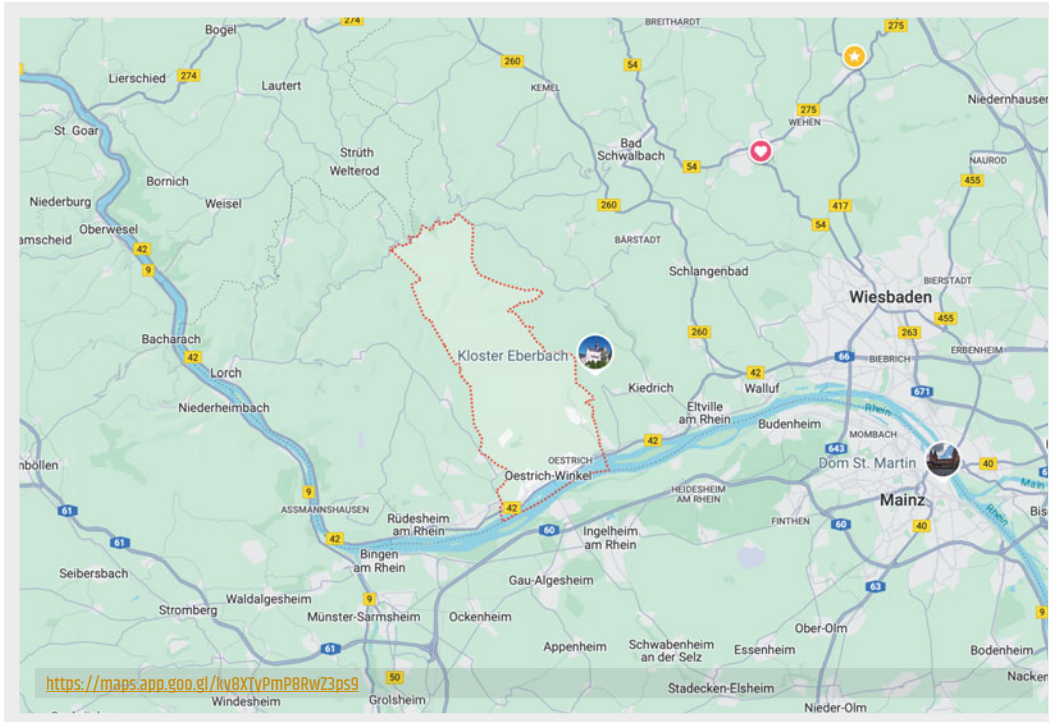 274
BREITHARDT
275
Bogel
260
54
Lierschied
274
Lautert
KEMEL
Niedernhausen
275
WEHEN
St. Goar
Bad
Schwalbach
Strüth
Welterod
54
NAUROD
455
Bornich
Niederburg
Weisel
260
417
54
Oberwesel
amscheid
42
9
BÄRSTADT
Schlangenbad
BIERSTADT
Wiesbaden
455
Bacharach
260
263
ERBENHEIM
42
Kloster Eberbach
66
BIEBRICH
Lorch
42
Kiedrich
Walluf
671
Niederheimbach
Eltville
am Rhein
Budenheim
Rhein
MOMBACH
42
643
OESTRICH
nböllen
Dom St. Martin
40
Oestrich-Winkel
Main
9
HEIDESHEIM
AM RHEIN
Mainz
61
ASSMANNSHAUSEN
42
Rüdesheim
am Rhein
Rhein
FINTHEN
60
40
61
42
60
Ingelheim
am Rhein
Bingen
am Rhein
Seibersbach
Gau-Algesheim
63
Waldalgesheim
9
Stromberg
Münster-Sarmsheim
Ockenheim
9
Ober-Olm
61
Appenheim
Schwabenheim
an der Selz
Essenheim
Bodenheim
50
https://maps.app.goo.gl/ky8XTyPmP8RwZ3ps9
Stadecken-Elsheim
Windesheim
Grolsheim
Nieder-Olm